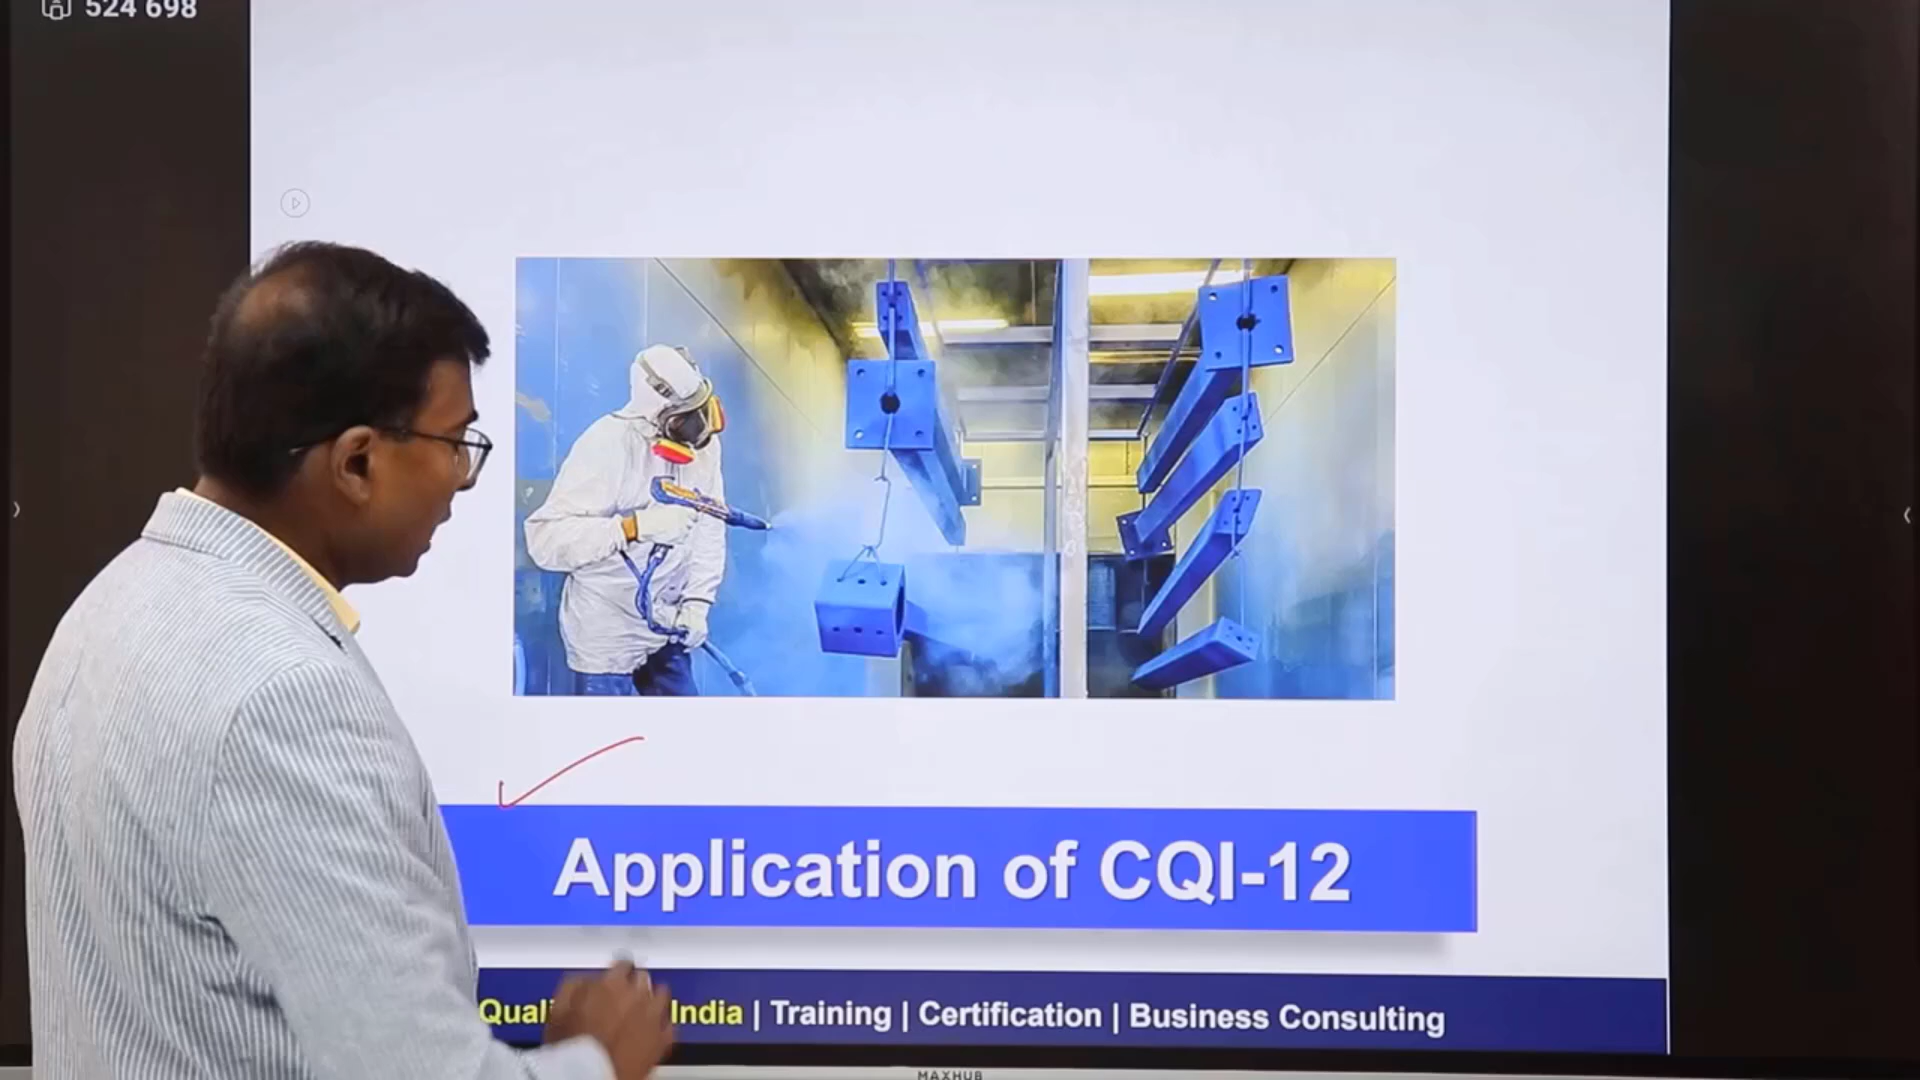 524 698
Application of CQI-12
India | Training | Certification | Business Consulting
MAXHUB